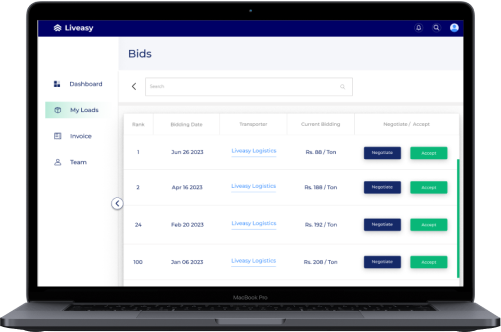 Liveasy
Bids
Dashboard
Search
My Loads
Rank Bidding Date Transporter Current Bidding Negotiate / Accept
Invoice
1 Jun 26 2023 Liveasy Logistics Rs. 88 / Ton Negotiate Accept
Team
2 Apr 16 2023 Liveasy Logistics Rs. 188 / Ton Negotiate Accept
24 Feb 20 2023 Liveasy Logistics Rs. 192 / Ton Negotiate Accept
100 Jan 06 2023 Liveasy Logistics Rs. 208 / Ton Negotiate Accept
MacBook Pro